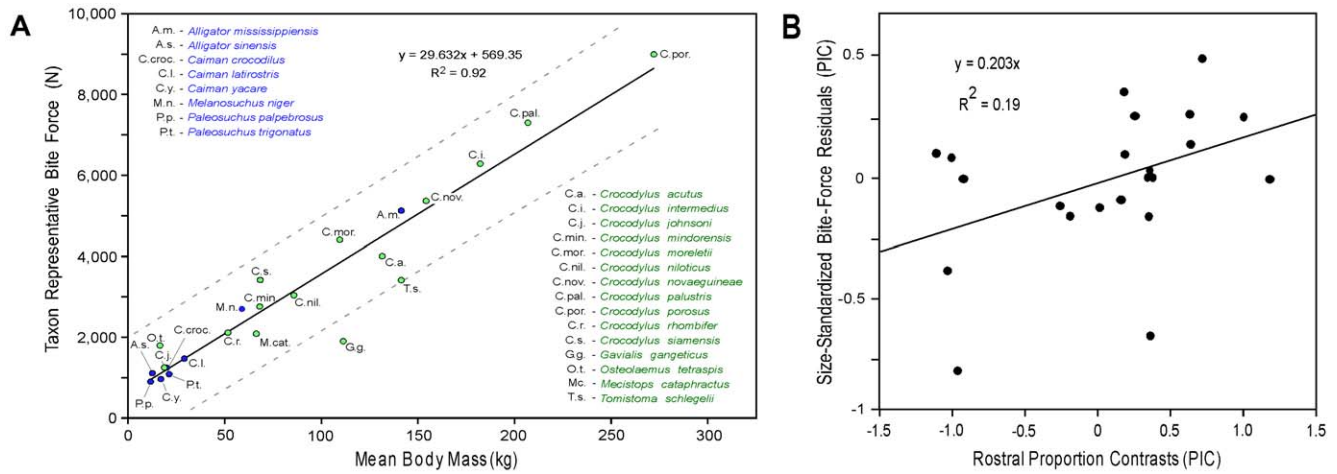 A
Taxon Representative Bite Force (N)
10,000
8,000
6,000
4,000
2,000
0
A.m. - Alligator mississippiensis
A.s. - Alligator sinensis
C.croc. - Caiman crocodilus
C.l. - Caiman latirostris
C.y. - Caiman yacare
M.n. - Melanosuchus niger
P.p. - Paleosuchus palpebrosus
P.t. - Paleosuchus trigonatus
y = 29.632x + 569.35
R2 = 0.92
C.por.
C.pal.
C.i.
C.nov.
A.m.
C.mor.
C.a.
T.s.
C.s.
C.min.
C.nil.
M.n.
C.r.
M.cat.
G.g.
O.t.
C.croc.
A.s.
C.j.
C.l.
P.t.
P.p.
C.y.
C.a. - Crocodylus acutus
C.i. - Crocodylus intermedius
C.j. - Crocodylus johnsoni
C.min. - Crocodylus mindorensis
C.mor. - Crocodylus moreletii
C.nil. - Crocodylus niloticus
C.nov. - Crocodylus novaeguineae
C.pal. - Crocodylus palustris
C.por. - Crocodylus porosus
C.r. - Crocodylus rhombifer
C.s. - Crocodylus siamensis
G.g. - Gavialis gangeticus
O.t. - Osteolaemus tetraspis
Mc. - Mecistops cataphractus
T.s. - Tomistoma schlegelii
0 50 100 150 200 250 300
Mean Body Mass (kg)
B
Size-Standardized Bite-Force Residuals (PIC)
0.5
0
-0.5
-1
y = 0.203x
R2 = 0.19
-1.5 -1.0 -0.5 0 0.5 1.0 1.5
Rostral Proportion Contrasts (PIC)